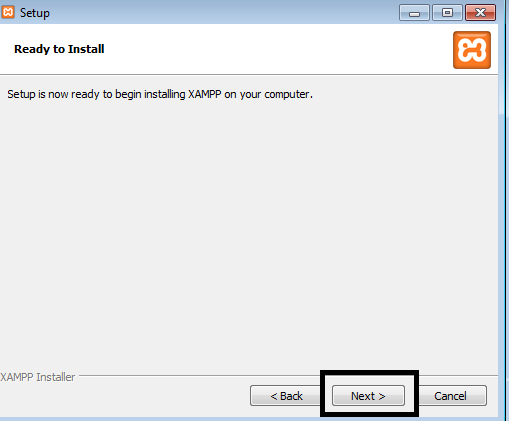 Setup
Ready to Install
Setup is now ready to begin installing XAMPP on your computer.
XAMPP Installer
< Back
Next >
Cancel